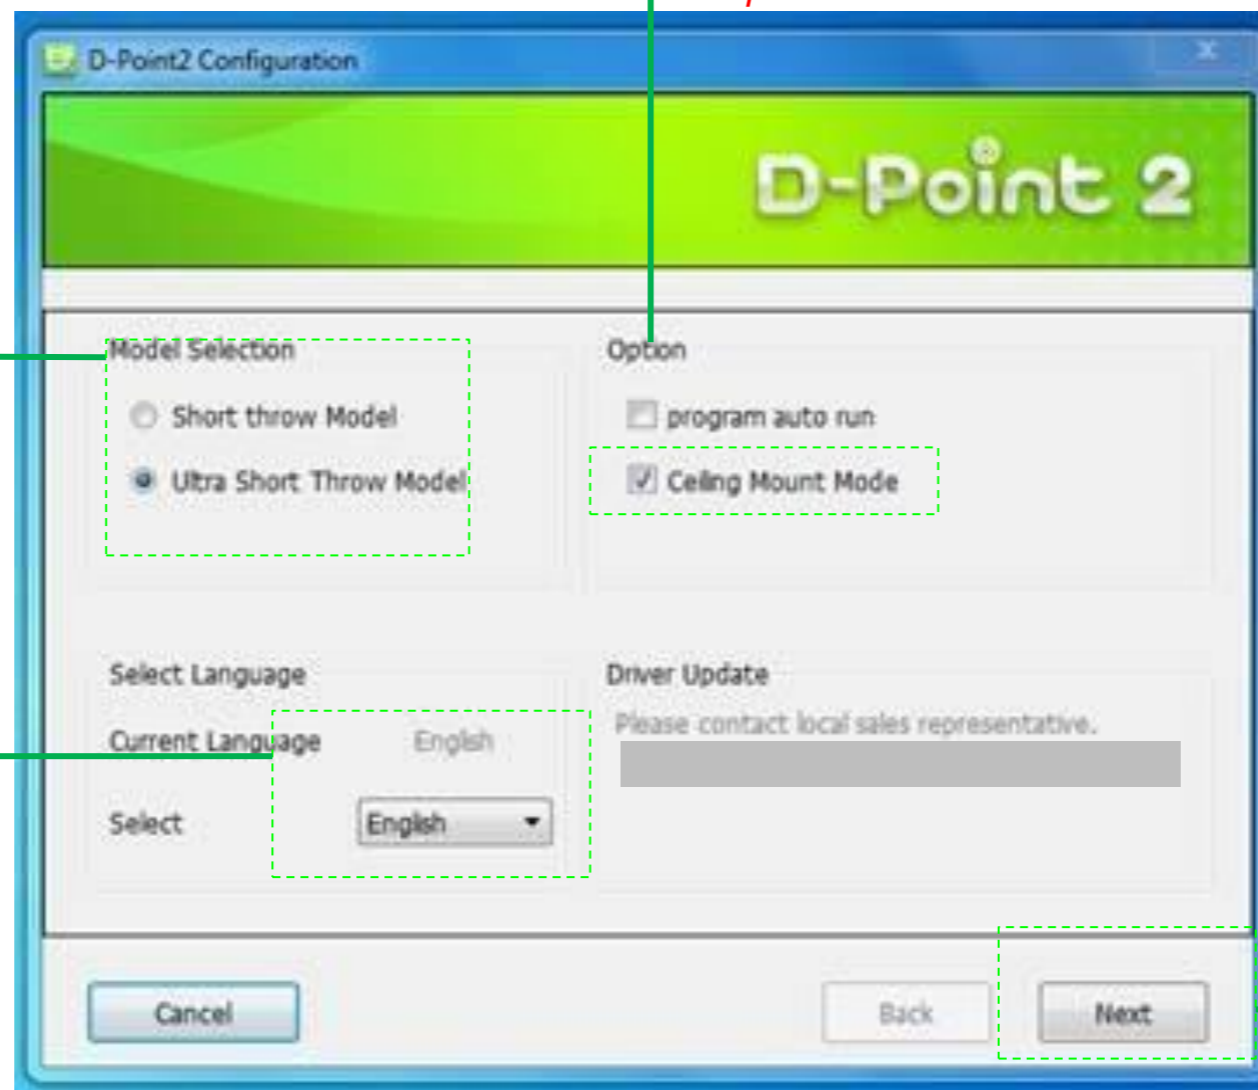 D-Point2 Configuration
D-Point 2
Model Selection
Short throw Model
Ultra Short Throw Model
Option
program auto run
Ceiling Mount Mode
Select Language
Current Language English
Select English
Driver Update
Please contact local sales representative.
Cancel
Back
Next